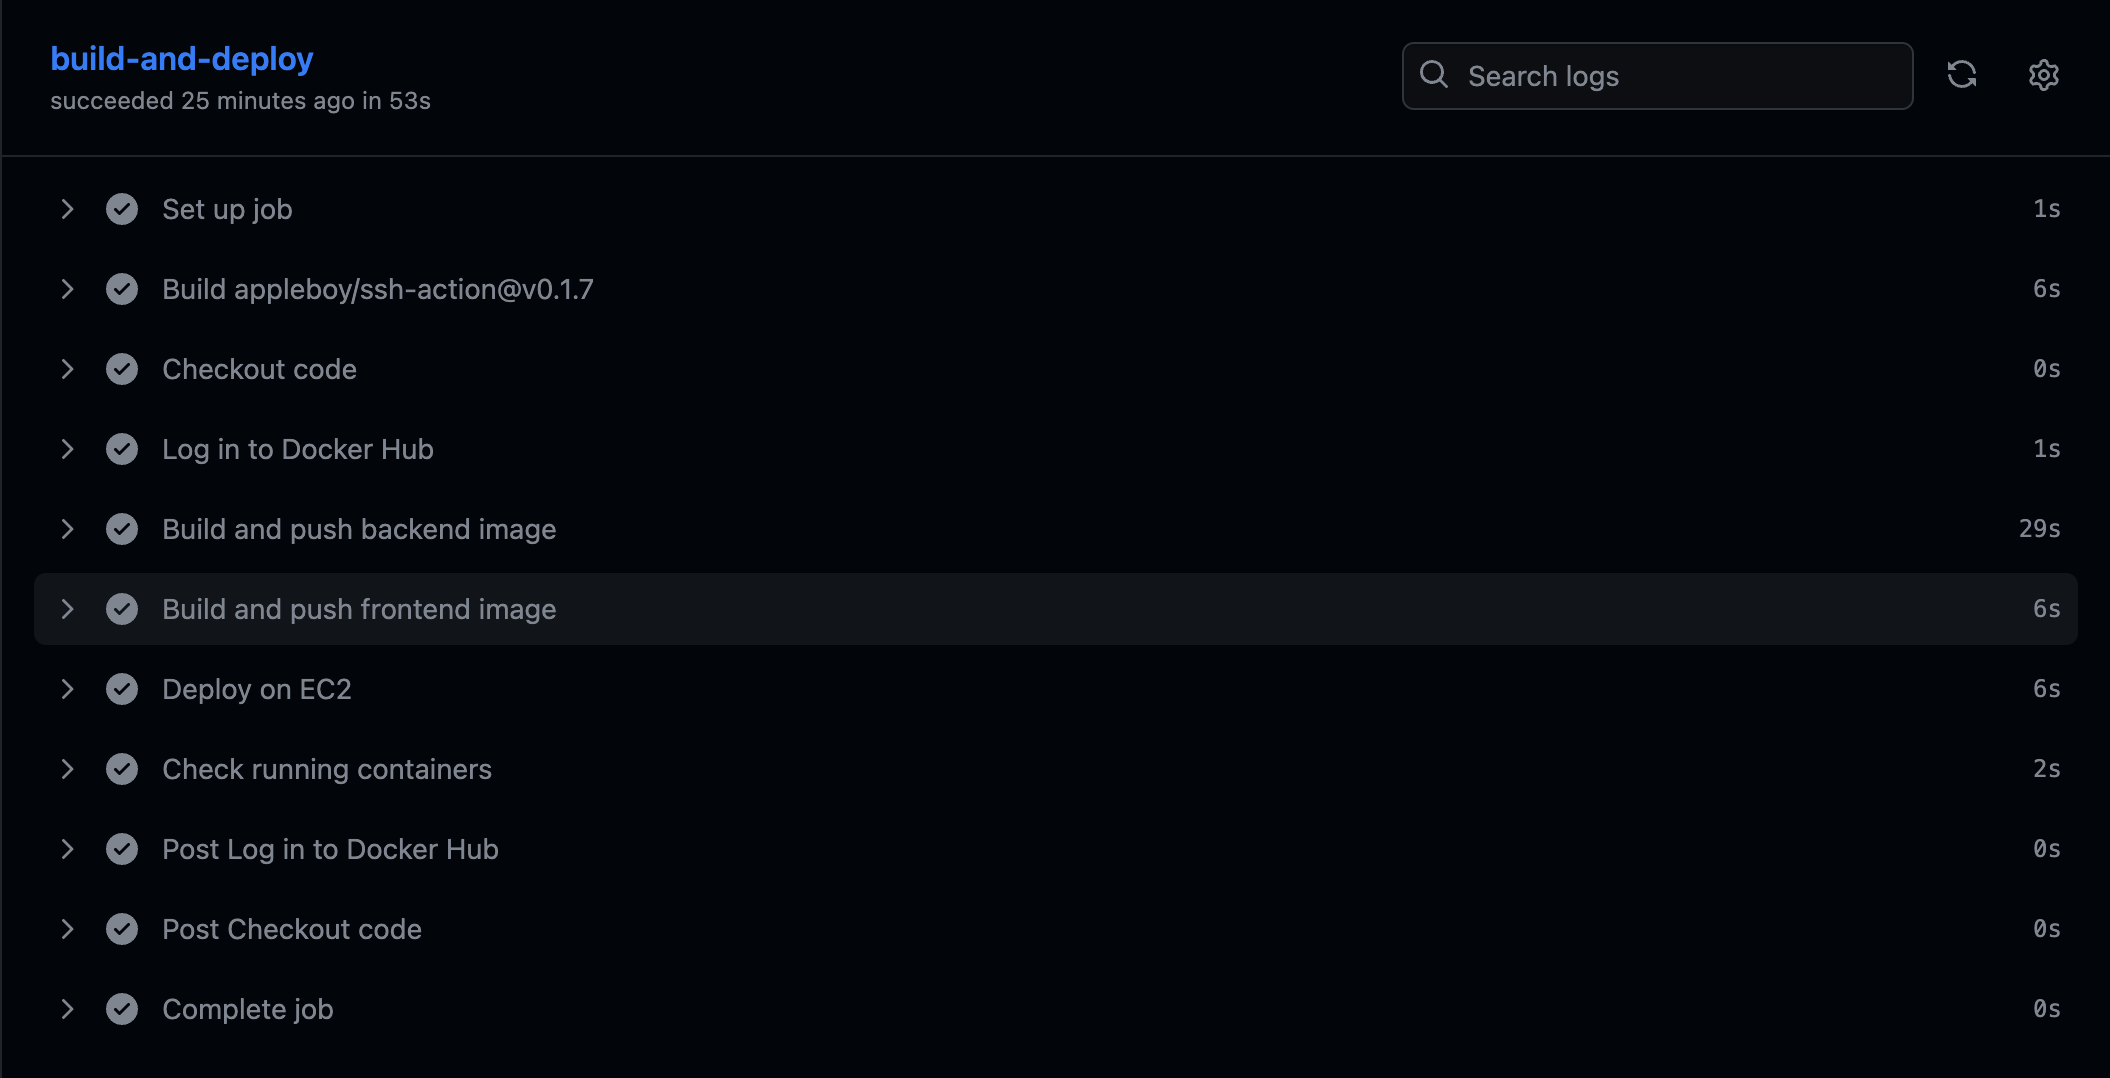 build-and-deploy
succeeded 25 minutes ago in 53s
Search logs
Set up job 1s
Build appleboy/ssh-action@v0.1.7 6s
Checkout code 0s
Log in to Docker Hub 1s
Build and push backend image 29s
Build and push frontend image 6s
Deploy on EC2 6s
Check running containers 2s
Post Log in to Docker Hub 0s
Post Checkout code 0s
Complete job 0s